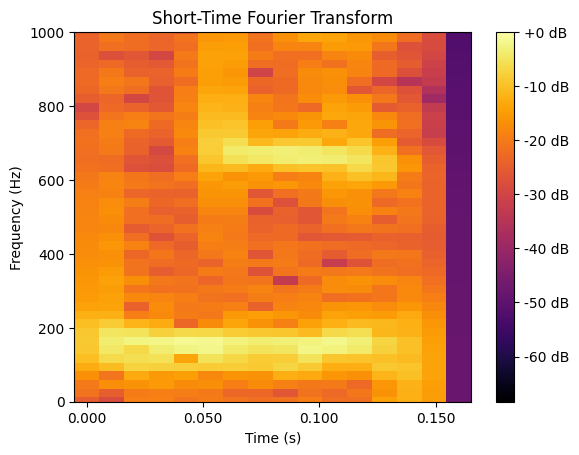 Short-Time Fourier Transform
1000
800
600
400
200
0
Frequency (Hz)
0.000
0.050
0.100
0.150
Time (s)
+0 dB
-10 dB
-20 dB
-30 dB
-40 dB
-50 dB
-60 dB